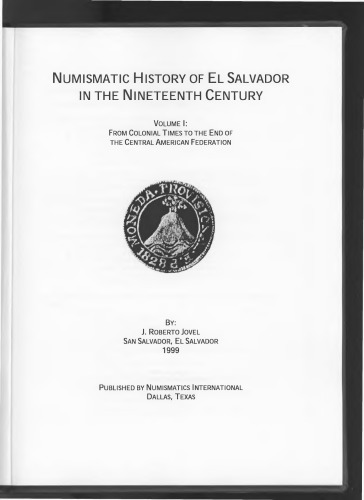 NUMISMATIC HISTORY OF EL SALVADOR
IN THE NINETEENTH CENTURY
VOLUME I:
FROM COLONIAL TIMES TO THE END OF
THE CENTRAL AMERICAN FEDERATION
MONEDA·PROVISIO
1828
BY:
J. ROBERTO JOVEL
SAN SALVADOR, EL SALVADOR
1999
PUBLISHED BY NUMISMATICS INTERNATIONAL
DALLAS, TEXAS